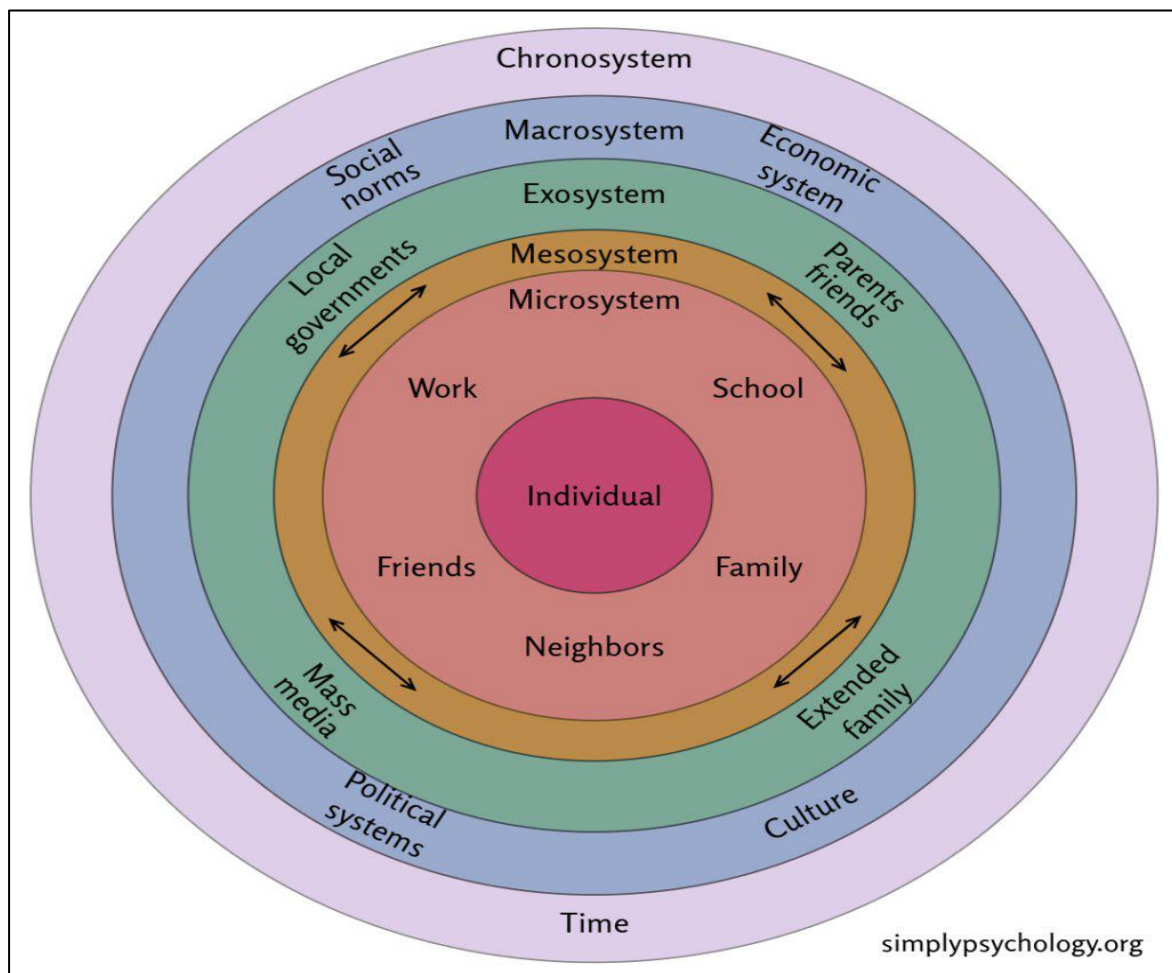 Chronosystem
Macrosystem
Social
norms
Economic
system
Exosystem
Local
governments
Parents
friends
Mesosystem
Microsystem
Work
School
Individual
Friends
Family
Neighbors
Mass
media
Extended
family
Political
systems
Culture
Time
simplypsychology.org